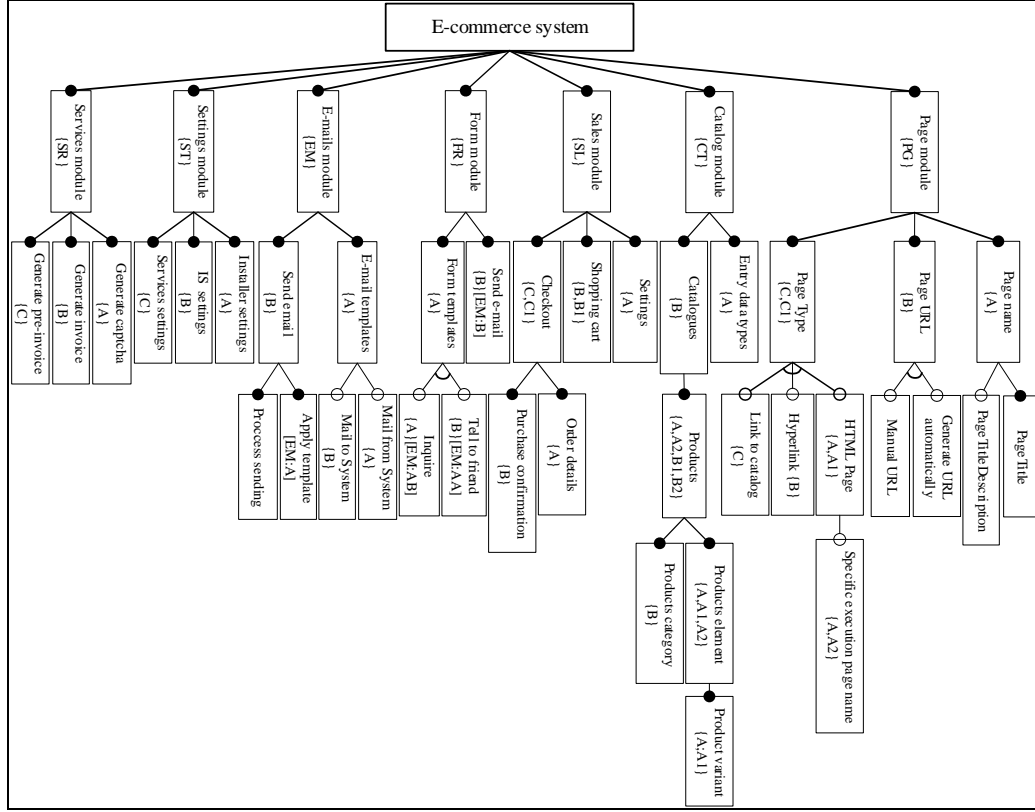 E-commerce system
Services module
{SR}
Settings module
{ST}
E-mails module
{EM}
Form module
{FR}
Sales module
{SL}
Catalog module
{CT}
Page module
{PG}
Generate pre-invoice
{C}
Generate invoice
{B}
Generate captcha
{A}
Services settings
{C}
IS settings
{B}
Installer settings
{A}
Send e-mail
{B}
E-mail templates
{A}
Form templates
{A}
Send e-mail
{B}[EM:B]
Checkout
{C,C1}
Shopping cart
{B,B1}
Settings
{A}
Catalogues
{B}
Entry data types
{A}
Page Type
{C,C1}
Page URL
{B}
Page name
{A}
Proccess sending
Apply template
[EM:A]
Mail to System
{B}
Mail from System
{A}
Inquire
{A}[EM:AB]
Tell to friend
{B}[EM:AA]
Purchase confirmation
{B}
Order details
{A}
Products
{A,A2,B1,B2}
Link to catalog
{C}
Hyperlink {B}
HTML Page
{A,A1}
Manual URL
Generate URL
automatically
Page Title Description
Page Title
Products category
{B}
Products element
{A,A1,A2}
Specific execution page name
{A,A2}
Product variant
{A;A1}